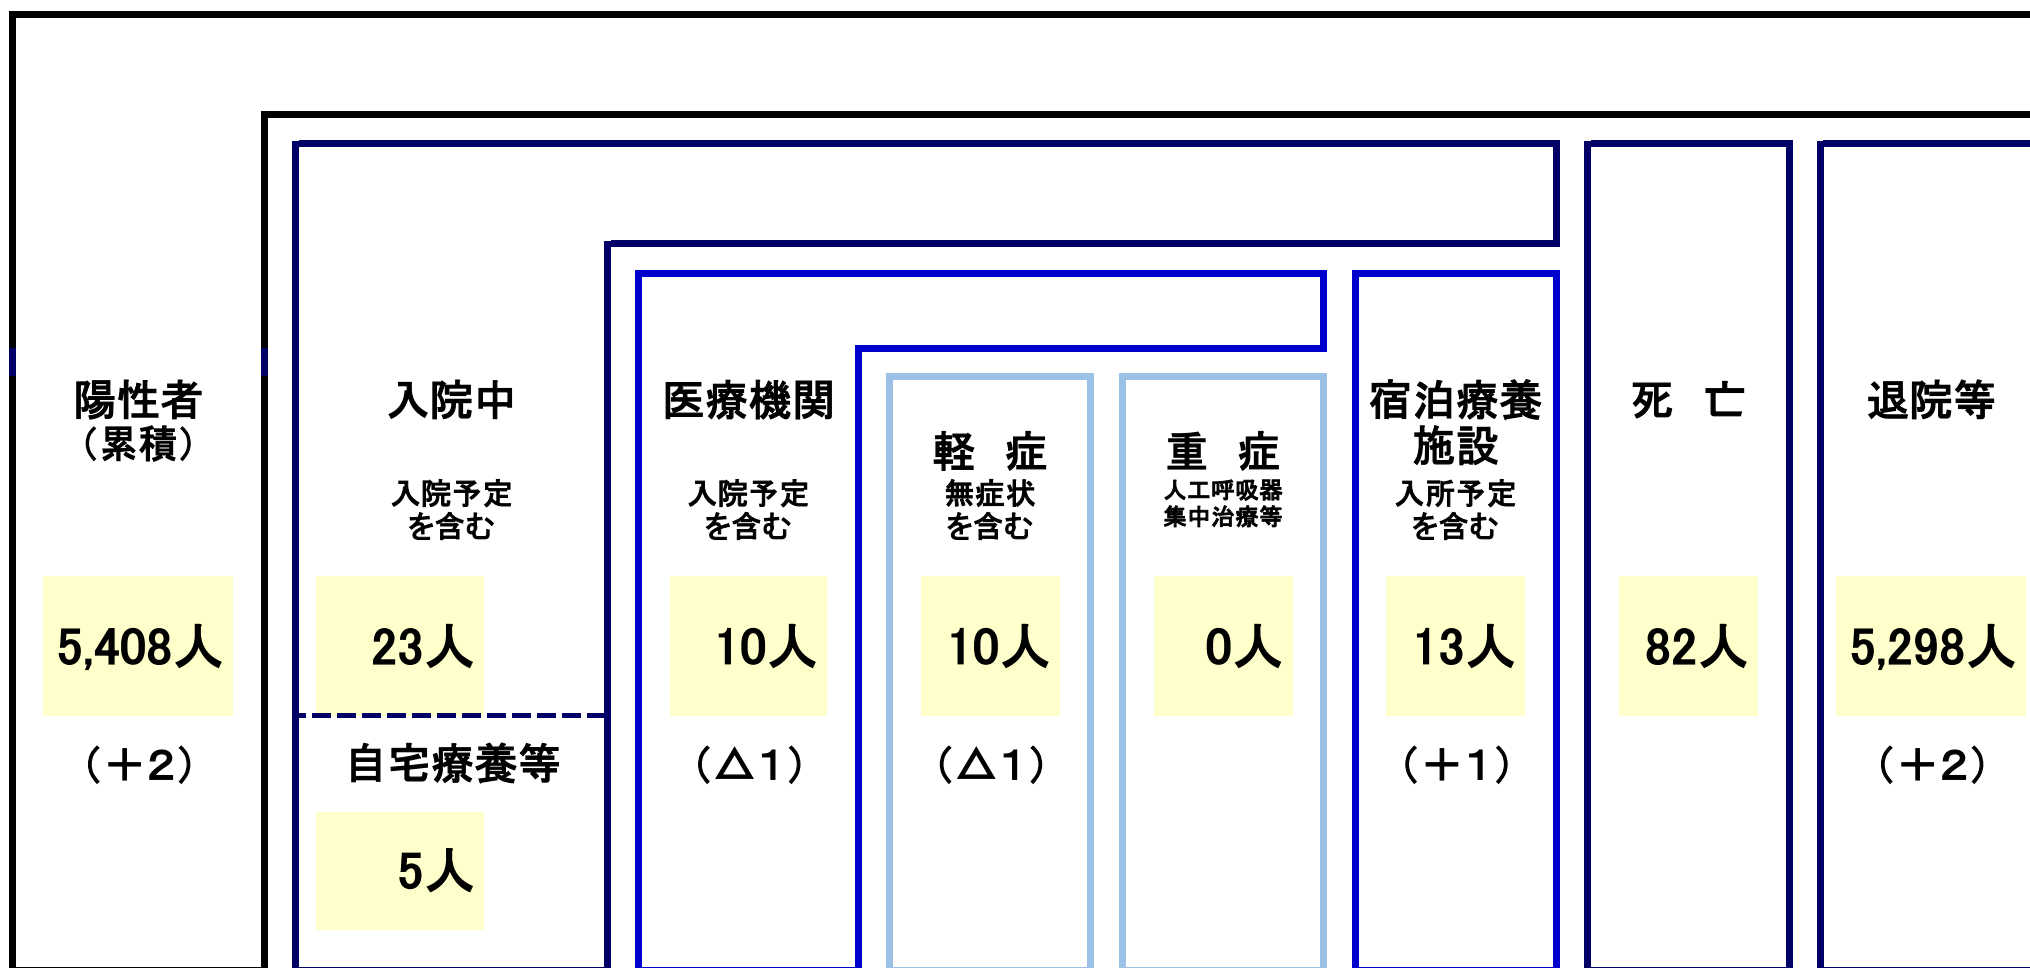 陽性者
（累積）
5,408人
（＋2）
入院中
入院予定
を含む
23人
自宅療養等
5人
医療機関
入院予定
を含む
10人
（△1）
軽　症
無症状
を含む
10人
（△1）
重　症
人工呼吸器
集中治療等
0人
宿泊療養
施設
入所予定
を含む
13人
（＋1）
死　亡
82人
退院等
5,298人
（＋2）